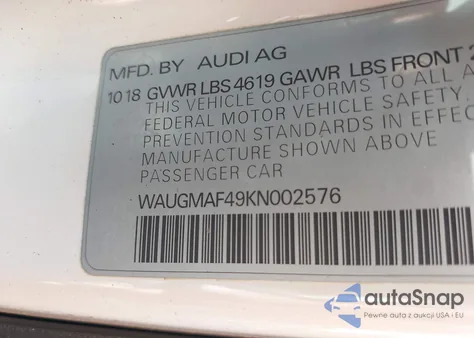 MFD. BY AUDI AG
10 18 GVWR LBS 4619 GAWR LBS FRONT
THIS VEHICLE CONFORMS TO ALL
FEDERAL MOTOR VEHICLE SAFETY,
PREVENTION STANDARDS IN EFFEC
MANUFACTURE SHOWN ABOVE
PASSENGER CAR
WAUGMAF49KN002576
autoSnap
Pewne auta z aukcji USA i EU